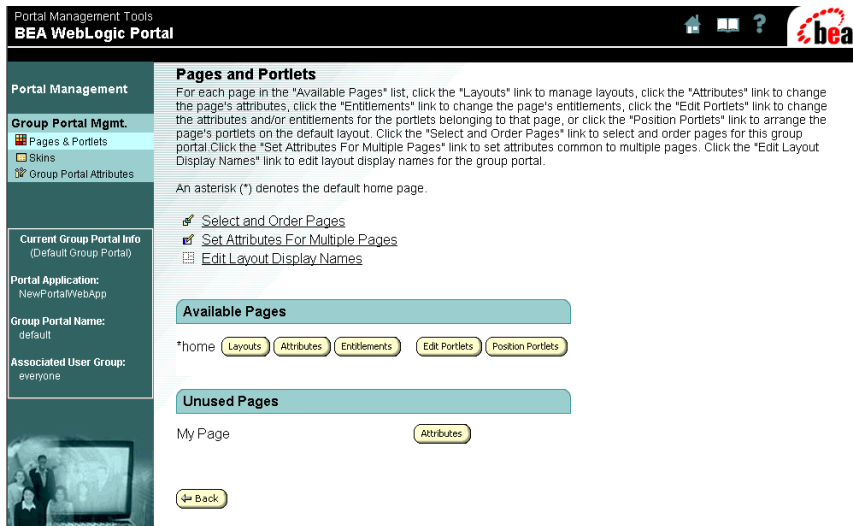 Portal Management Tools
BEA WebLogic Portal
?
bea
Portal Management
Group Portal Mgmt.
Pages & Portlets
Skins
Group Portal Attributes
Current Group Portal Info
(Default Group Portal)
Portal Application:
NewPortalWebApp
Group Portal Name:
default
Associated User Group:
everyone
Pages and Portlets
For each page in the "Available Pages" list, click the "Layouts" link to manage layouts, click the "Attributes" link to change
the page's attributes, click the "Entitlements" link to change the page's entitlements, click the "Edit Portlets" link to change
the attributes and/or entitlements for the portlets belonging to that page, or click the "Position Portlets" link to arrange the
page's portlets on the default layout. Click the "Select and Order Pages" link to select and order pages for this group
portal.Click the "Set Attributes For Multiple Pages" link to set attributes common to multiple pages. Click the "Edit Layout
Display Names" link to edit layout display names for the group portal.
An asterisk (*) denotes the default home page.
Select and Order Pages
Set Attributes For Multiple Pages
Edit Layout Display Names
Available Pages
*home Layouts Attributes Entitlements Edit Portlets Position Portlets
Unused Pages
My Page Attributes
Back